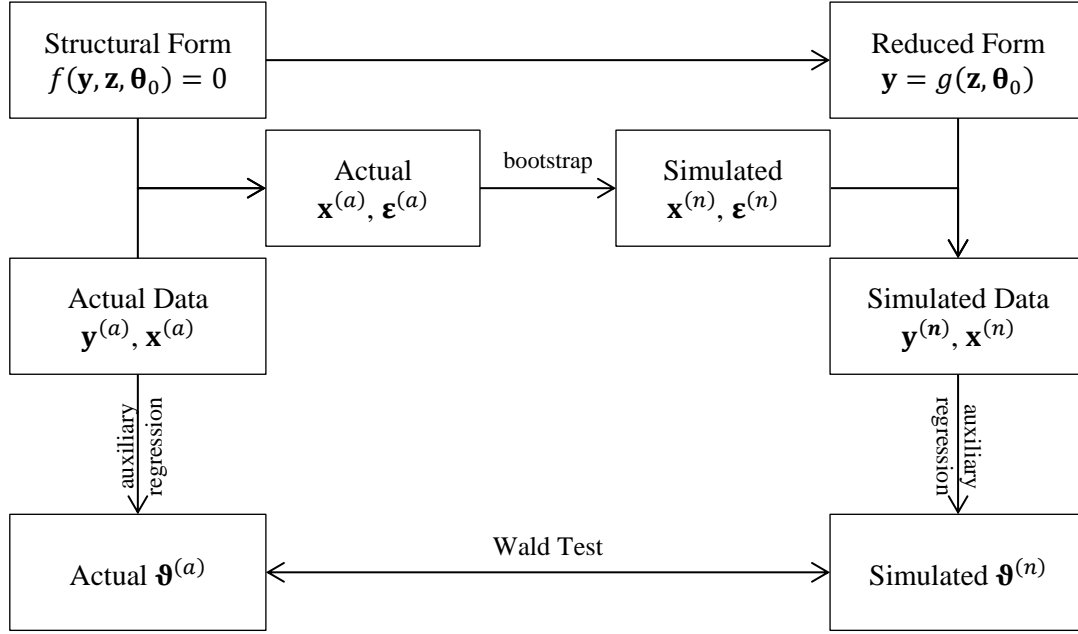 Structural Form
f(𝐲, 𝐳, 𝛉₀) = 0
Reduced Form
𝐲 = g(𝐳, 𝛉₀)
Actual
𝐱⁽ᵃ⁾, 𝛆⁽ᵃ⁾
bootstrap
Simulated
𝐱⁽ⁿ⁾, 𝛆⁽ⁿ⁾
Actual Data
𝐲⁽ᵃ⁾, 𝐱⁽ᵃ⁾
Simulated Data
𝐲⁽ⁿ⁾, 𝐱⁽ⁿ⁾
auxiliary
regression
auxiliary
regression
Actual 𝛝⁽ᵃ⁾
Wald Test
Simulated 𝛝⁽ⁿ⁾